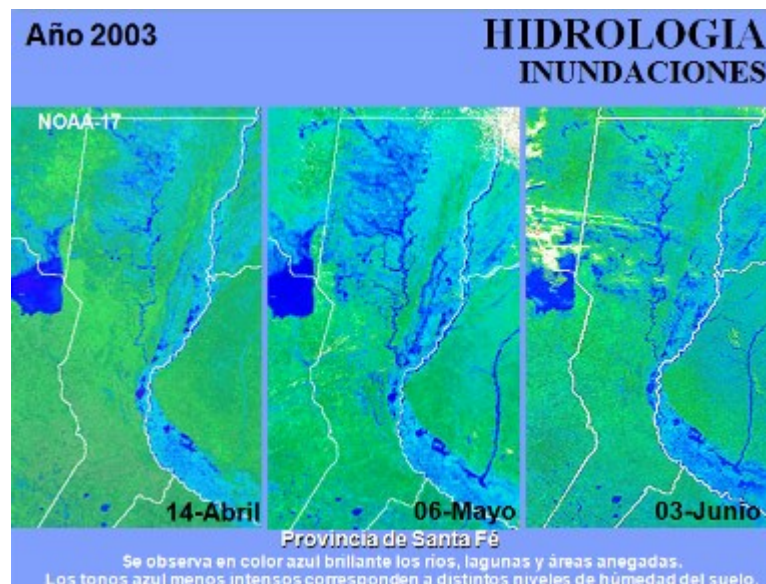 Año 2003
HIDROLOGIA
INUNDACIONES
NOAA-17
14-Abril
06-Mayo
03-Junio
Provincia de Santa Fé
Se observa en color azul brillante los ríos, lagunas y áreas anegadas.
Los tonos azul menos intensos corresponden a distintos niveles de húmedad del suelo.